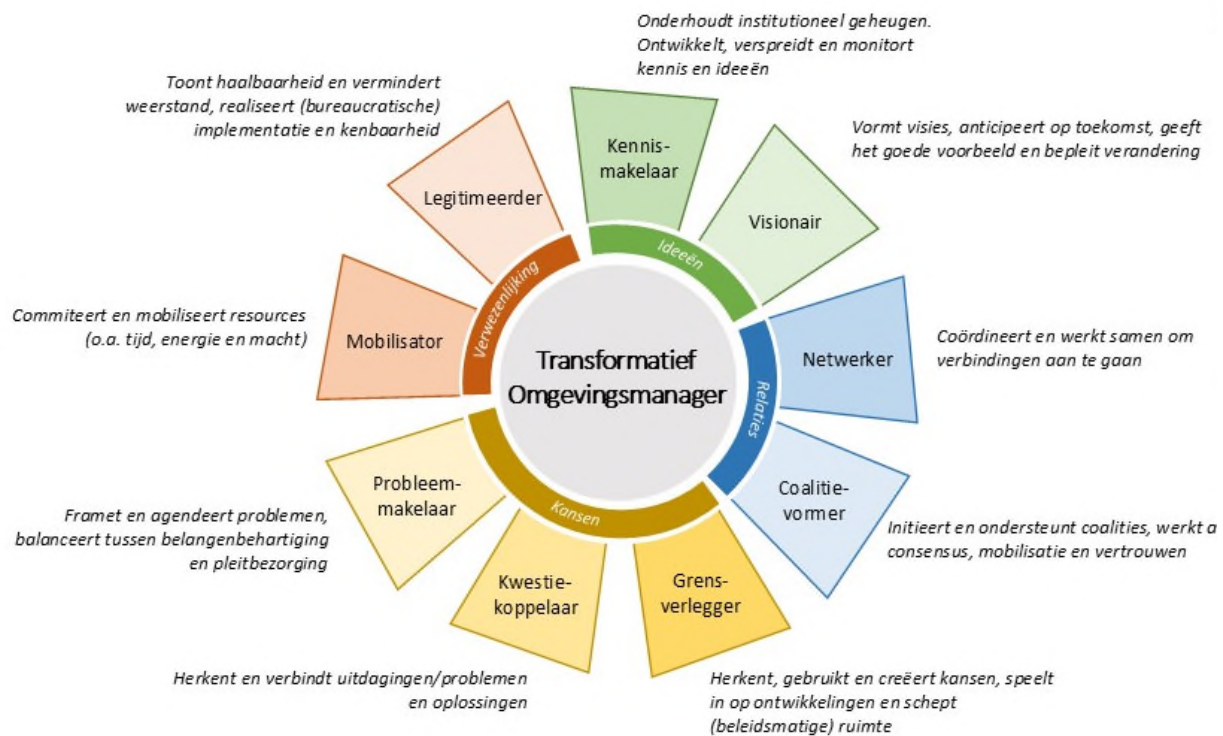 Onderhoudt institutioneel geheugen.
Ontwikkelt, verspreidt en monitort
kennis en ideeën
Toont haalbaarheid en vermindert
weerstand, realiseert (bureaucratische)
implementatie en kenbaarheid
Vormt visies, anticipeert op toekomst, geeft
het goede voorbeeld en bepleit verandering
Kennis-
makelaar
Legitimeerder
Visionair
Ideeën
Verwezenlijking
Commiteert en mobiliseert resources
(o.a. tijd, energie en macht)
Mobilisator
Transformatief
Omgevingsmanager
Netwerker
Coördineert en werkt samen om
verbindingen aan te gaan
Relaties
Probleem-
makelaar
Kansen
Coalitie-
vormer
Framet en agendeert problemen,
balanceert tussen belangenbehartiging
en pleitbezorging
Initieert en ondersteunt coalities, werkt a
consensus, mobilisatie en vertrouwen
Kwestie-
koppelaar
Grens-
verlegger
Herkent en verbindt uitdagingen/problemen
en oplossingen
Herkent, gebruikt en creëert kansen, speelt
in op ontwikkelingen en schept
(beleidsmatige) ruimte